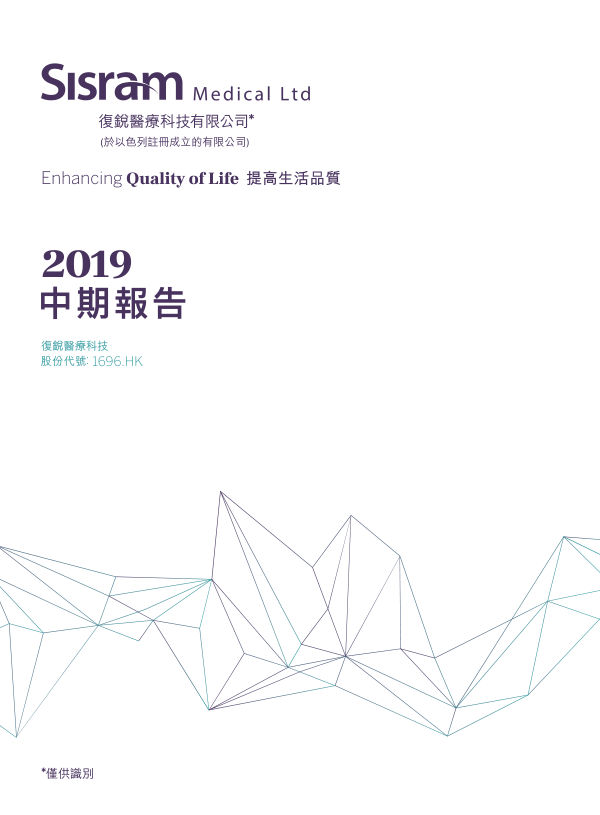 Sisram Medical Ltd
復銳醫療科技有限公司*
(於以色列註冊成立的有限公司)
Enhancing Quality of Life 提高生活品質
2019
中期報告
復銳醫療科技
股份代號: 1696.HK
*僅供識別